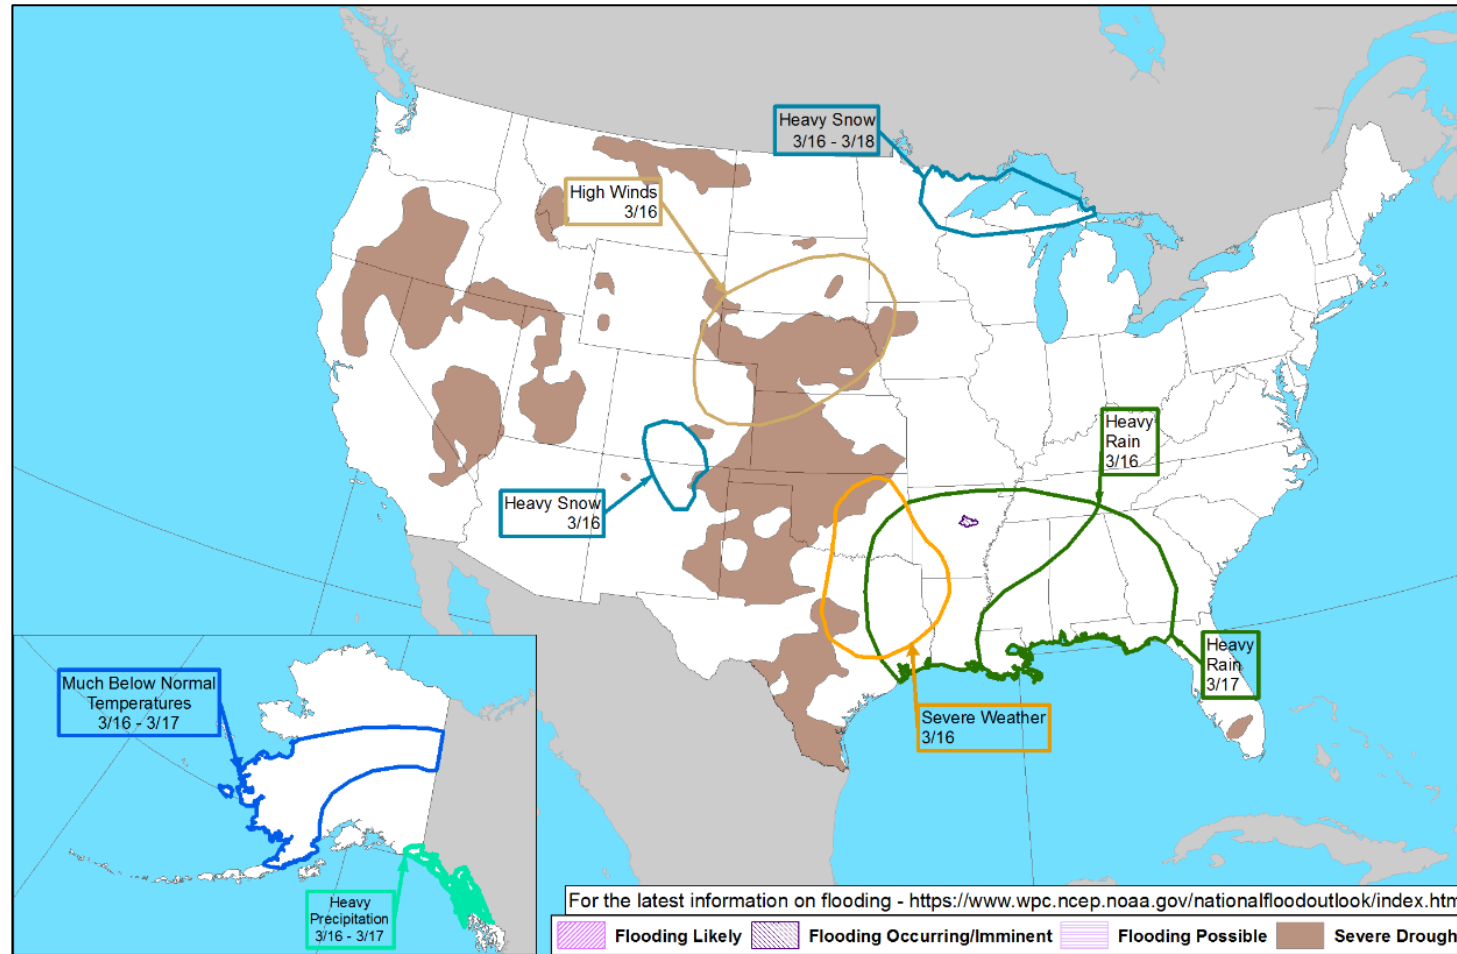 Heavy Snow
3/16 - 3/18
High Winds
3/16
Heavy
Rain
3/16
Heavy Snow
3/16
Heavy
Rain
3/17
Much Below Normal
Temperatures
3/16 - 3/17
Severe Weather
3/16
Heavy
Precipitation
3/16 - 3/17
For the latest information on flooding - https://www.wpc.ncep.noaa.gov/nationalfloodoutlook/index.htm
Flooding Likely
Flooding Occurring/Imminent
Flooding Possible
Severe Drough